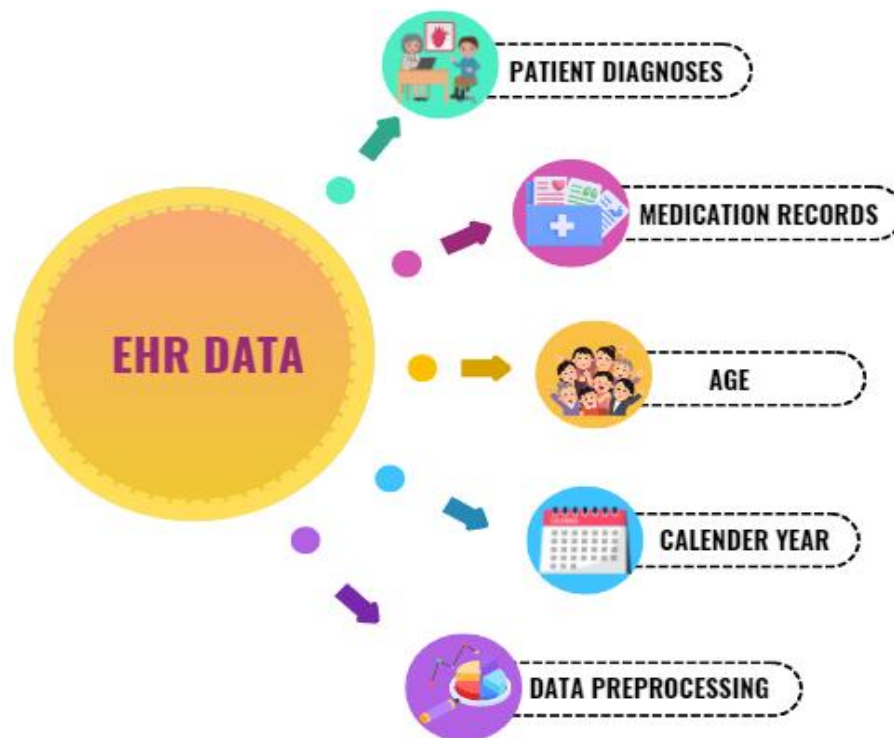 PATIENT DIAGNOSES
MEDICATION RECORDS
EHR DATA
AGE
CALENDER YEAR
DATA PREPROCESSING